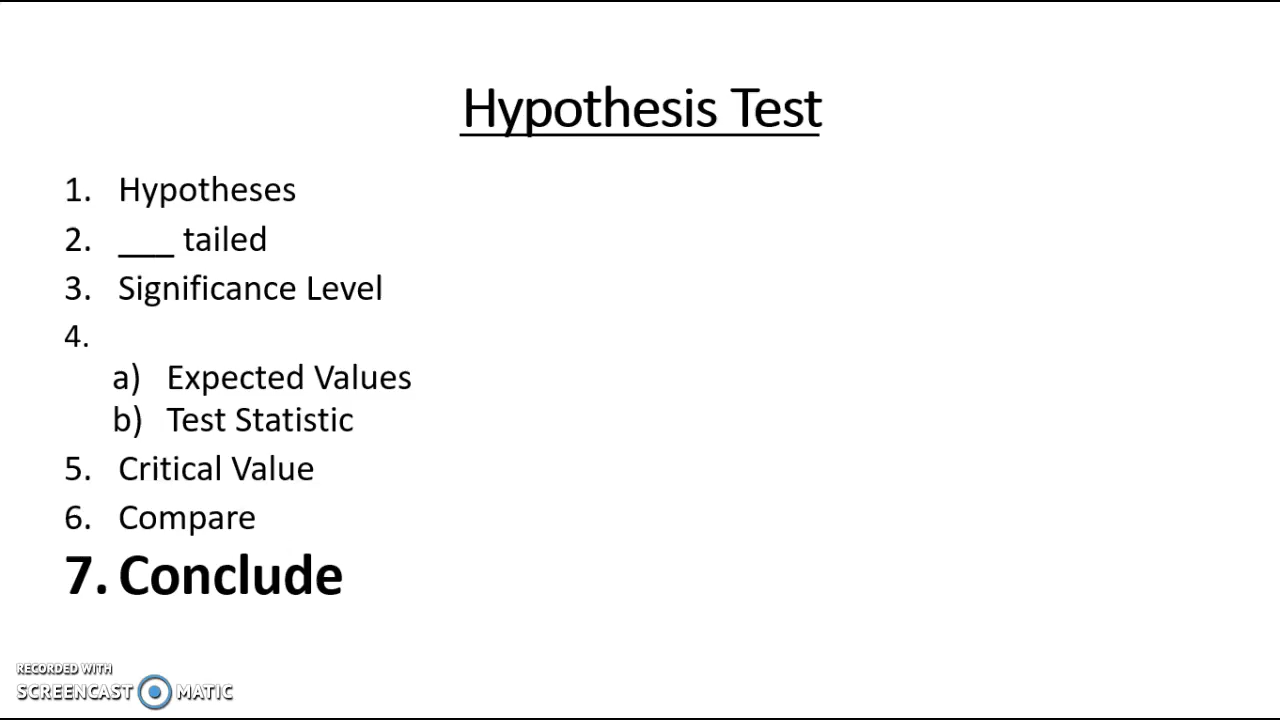 Hypothesis Test
1. Hypotheses
2. ___ tailed
3. Significance Level
4.
a) Expected Values
b) Test Statistic
5. Critical Value
6. Compare
7. Conclude
RECORDED WITH
SCREENCAST MATIC